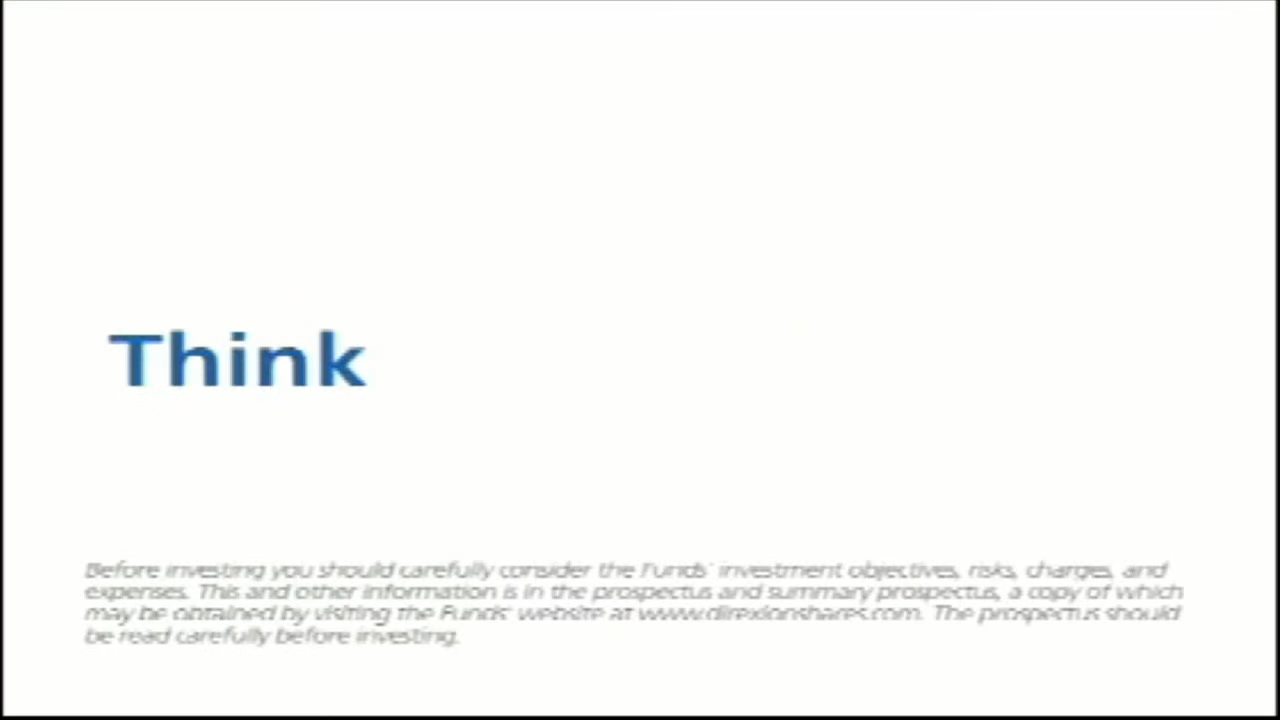 Think
Before investing you should carefully consider the Funds' investment objectives, risks, charges, and
expenses. This and other information is in the prospectus and summary prospectus, a copy of which
may be obtained by visiting the Funds' website at www.direxionshares.com. The prospectus should
be read carefully before investing.